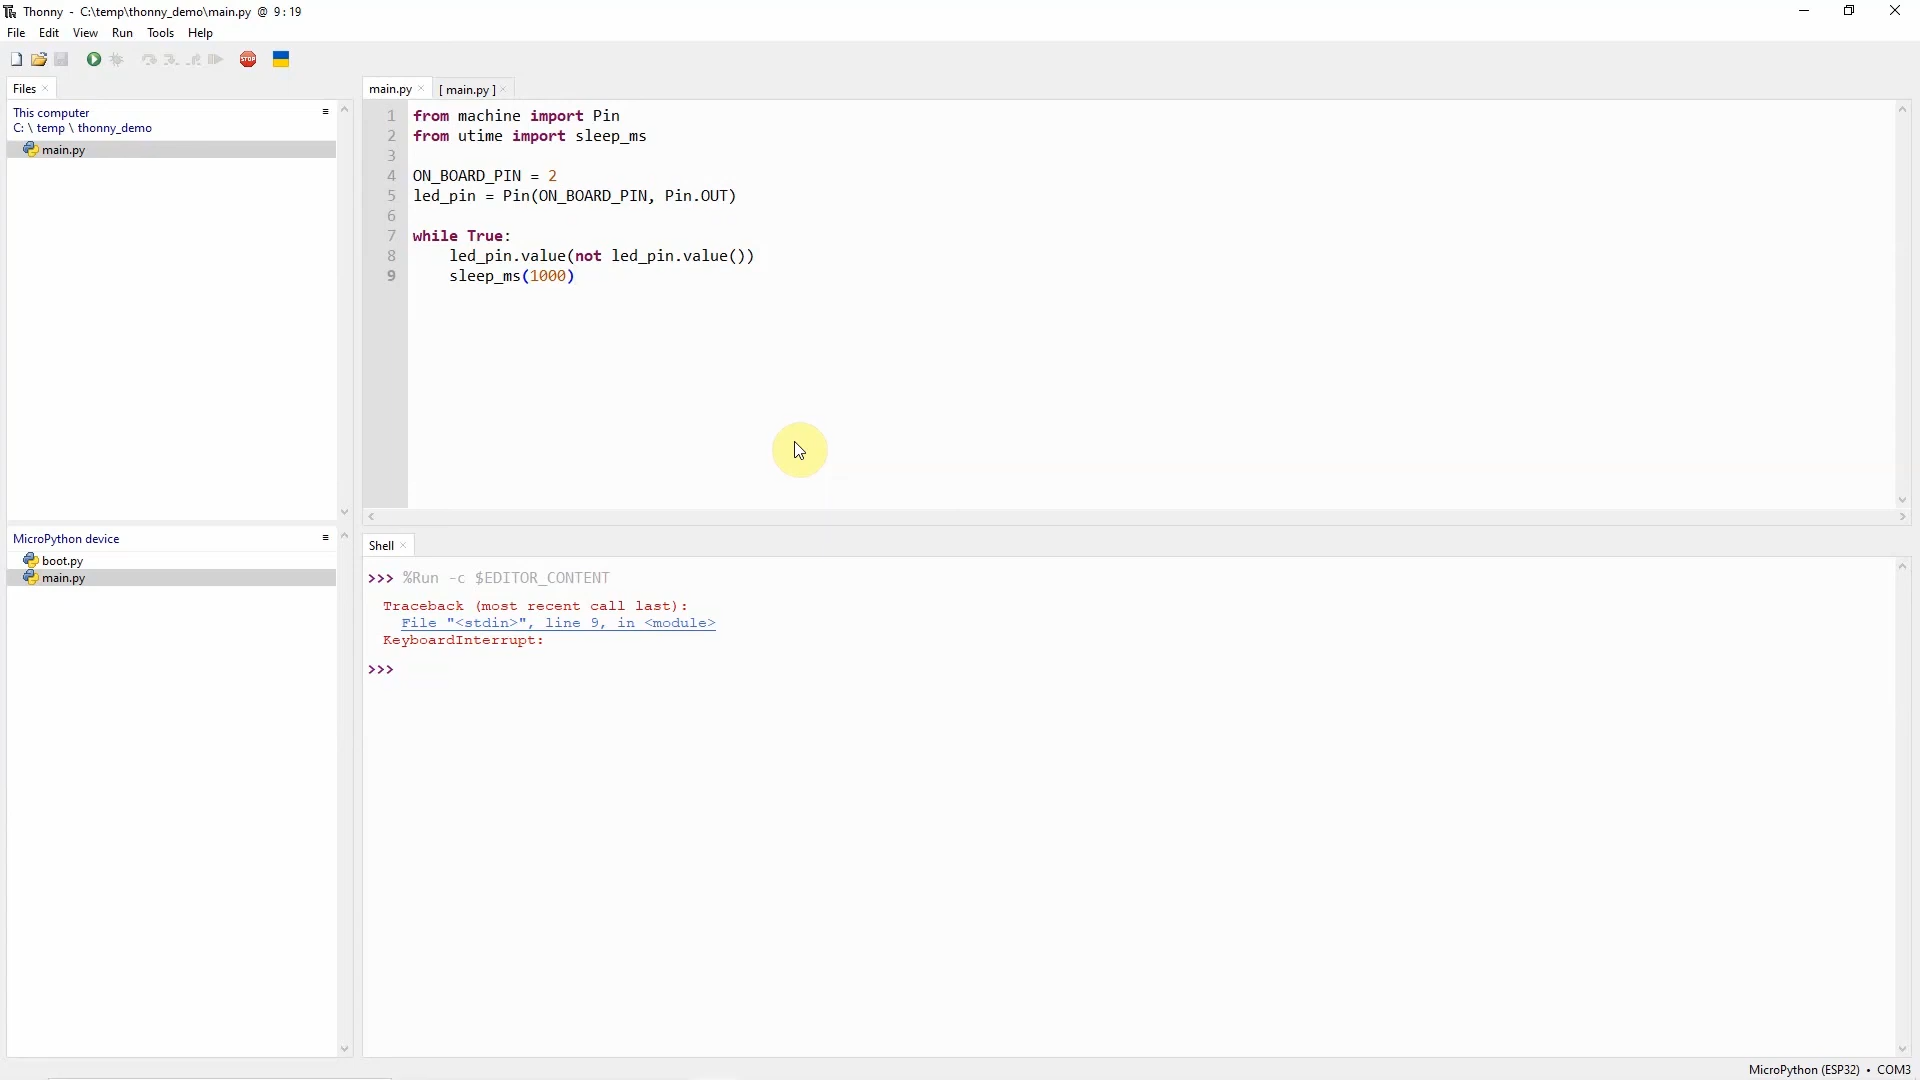 Thonny - C:\temp\thonny_demo\main.py @ 9:19
File Edit View Run Tools Help
STOP
Files
This computer
C: \ temp \ thonny_demo
main.py
MicroPython device
boot.py
main.py
main.py [ main.py ]
1 from machine import Pin
2 from utime import sleep_ms
3
4 ON_BOARD_PIN = 2
5 led_pin = Pin(ON_BOARD_PIN, Pin.OUT)
6
7 while True:
8 led_pin.value(not led_pin.value())
9 sleep_ms(1000)
Shell
>>> %Run -c $EDITOR_CONTENT
Traceback (most recent call last):
File "<stdin>", line 9, in <module>
KeyboardInterrupt:
>>>
MicroPython (ESP32) • COM3